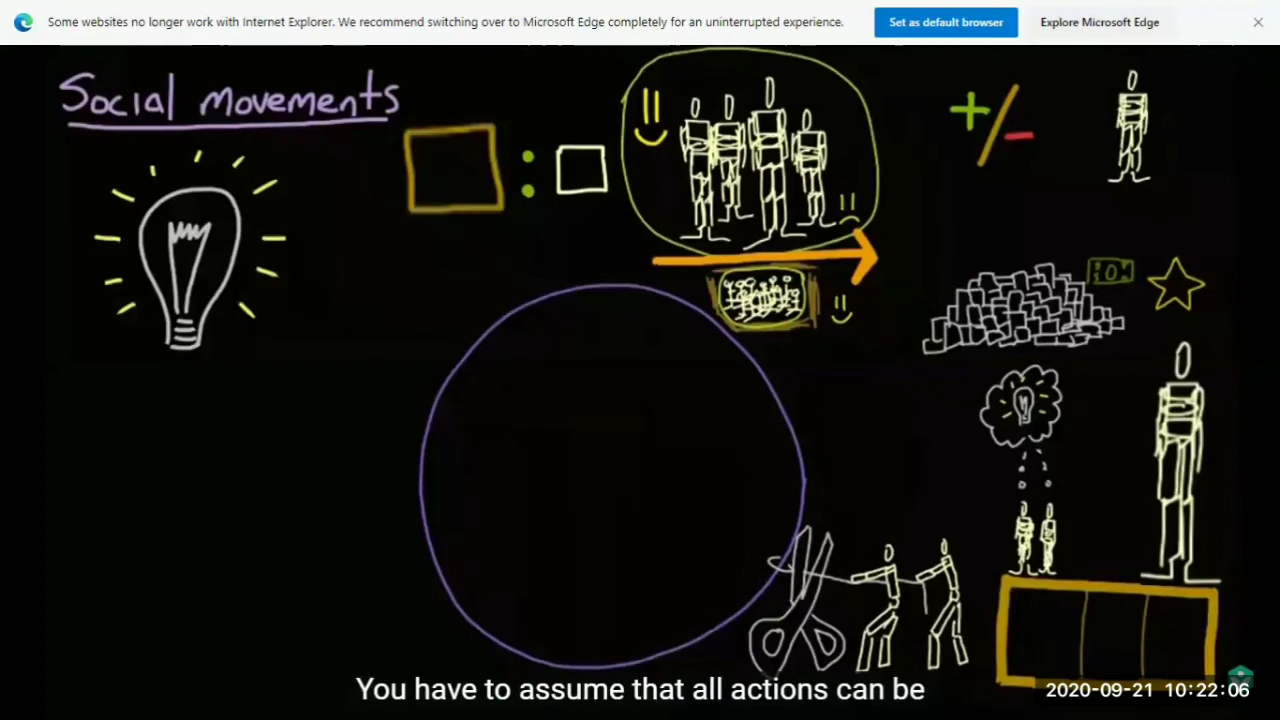 Some websites no longer work with Internet Explorer. We recommend switching over to Microsoft Edge completely for an uninterrupted experience.
Set as default browser
Explore Microsoft Edge
Social Movements
You have to assume that all actions can be
2020-09-21 10:22:06